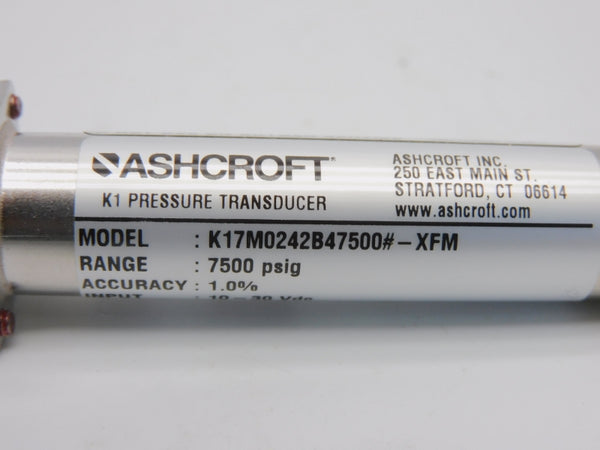 ASHCROFT®
K1 PRESSURE TRANSDUCER
ASHCROFT INC.
250 EAST MAIN ST.
STRATFORD, CT 06614
www.ashcroft.com
MODEL : K17M0242B47500#-XFM
RANGE : 7500 psig
ACCURACY : 1.0%
INPUT